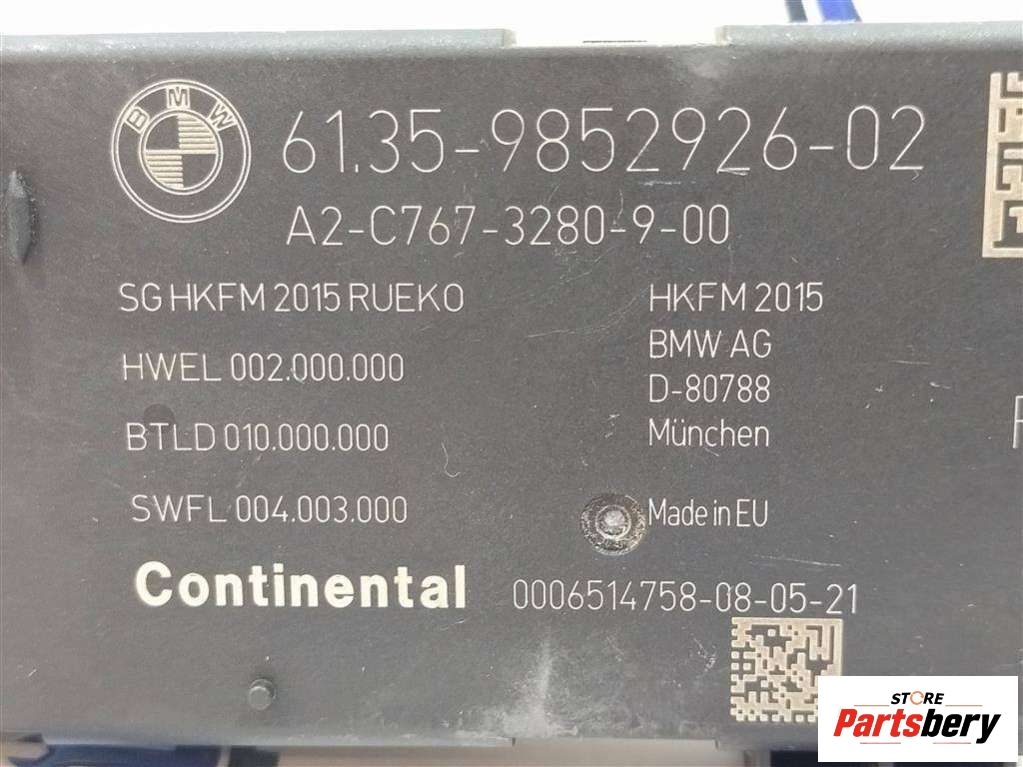 BMW
61.35-9852926-02
A2-C767-3280-9-00
SG HKFM 2015 RUEKO
HWEL 002.000.000
BTLD 010.000.000
SWFL 004.003.000
HKFM 2015
BMW AG
D-80788
München
Made in EU
Continental
0006514758-08-05-21
STORE
Partsbery